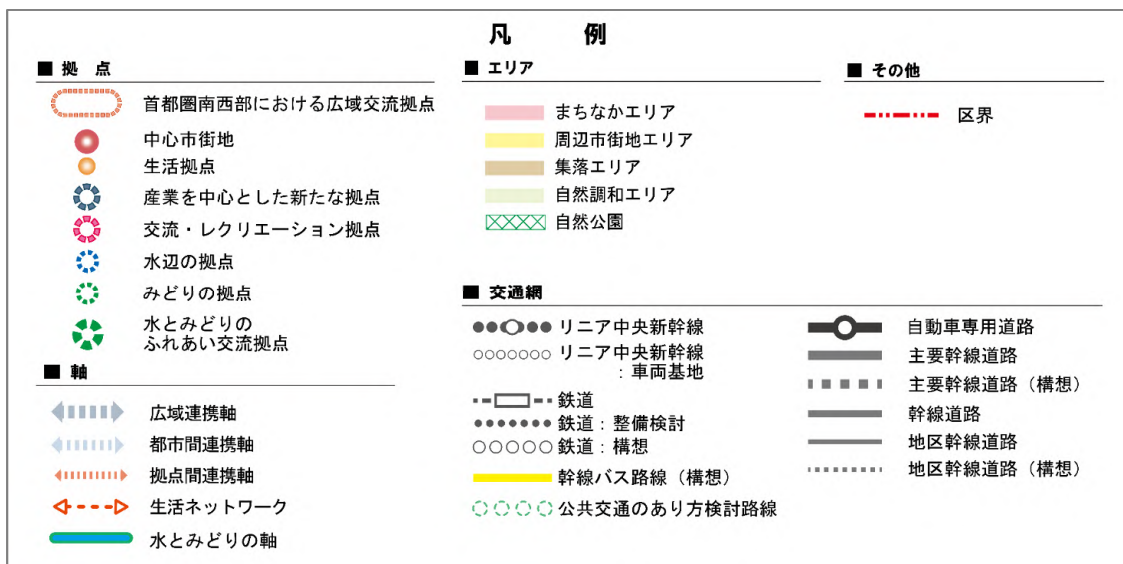 凡 例
■ 拠 点
首都圏南西部における広域交流拠点
中心市街地
生活拠点
産業を中心とした新たな拠点
交流・レクリエーション拠点
水辺の拠点
みどりの拠点
水とみどりの
ふれあい交流拠点
■ 軸
広域連携軸
都市間連携軸
拠点間連携軸
生活ネットワーク
水とみどりの軸
■ エリア
まちなかエリア
周辺市街地エリア
集落エリア
自然調和エリア
自然公園
■ その他
区界
■ 交通網
リニア中央新幹線
リニア中央新幹線
：車両基地
鉄道
鉄道：整備検討
鉄道：構想
幹線バス路線（構想）
公共交通のあり方検討路線
自動車専用道路
主要幹線道路
主要幹線道路（構想）
幹線道路
地区幹線道路
地区幹線道路（構想）